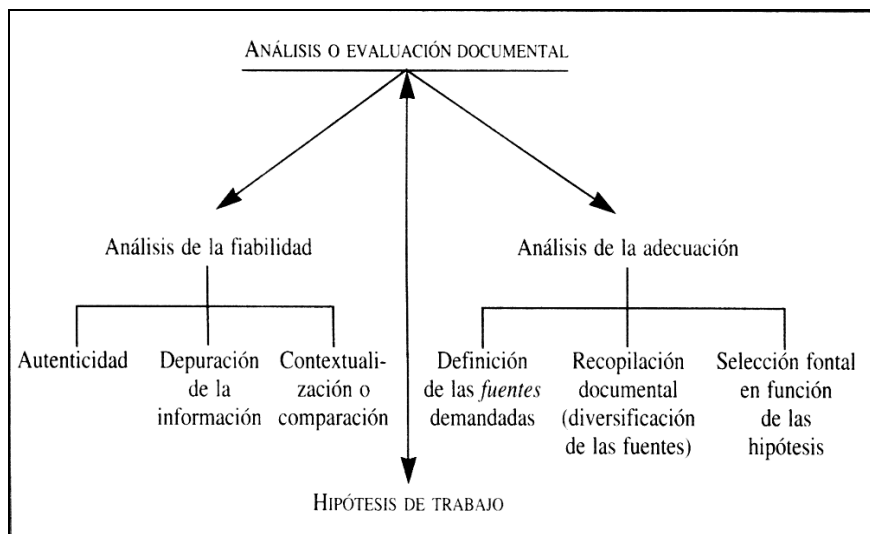 ANÁLISIS O EVALUACIÓN DOCUMENTAL
Análisis de la fiabilidad
Análisis de la adecuación
Autenticidad
Depuración
de la
información
Contextuali-
zación o
comparación
Definición
de las fuentes
demandadas
Recopilación
documental
(diversificación
de las fuentes)
Selección fontal
en función
de las
hipótesis
HIPÓTESIS DE TRABAJO